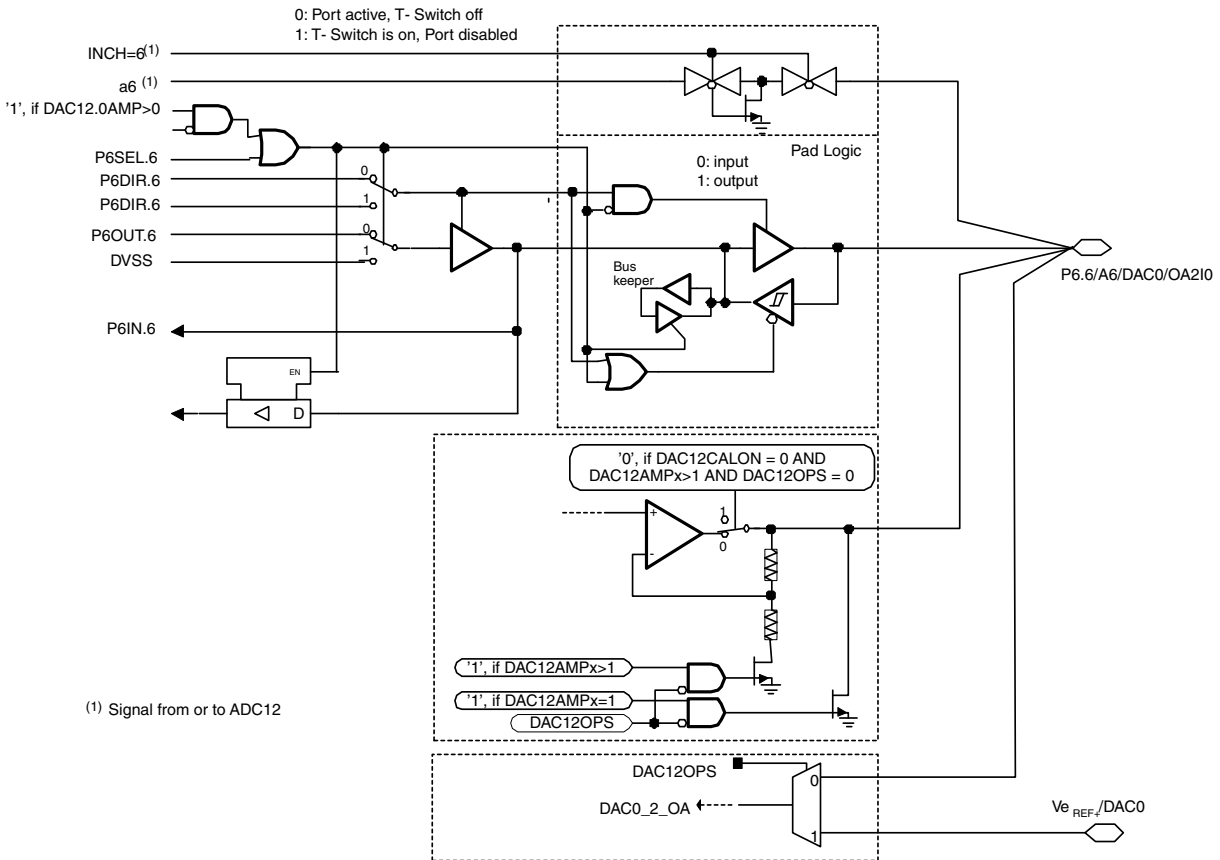 0: Port active, T- Switch off
1: T- Switch is on, Port disabled
INCH=6(1)
a6 (1)
'1', if DAC12.0AMP>0
P6SEL.6
P6DIR.6
P6DIR.6
P6OUT.6
DVSS
0
1
0
1
Pad Logic
0: input
1: output
Bus
keeper
P6.6/A6/DAC0/OA2I0
P6IN.6
EN
D
'0', if DAC12CALON = 0 AND
DAC12AMPx>1 AND DAC12OPS = 0
+
-
1
0
'1', if DAC12AMPx>1
'1', if DAC12AMPx=1
DAC12OPS
(1) Signal from or to ADC12
DAC12OPS
0
DAC0_2_OA
1
Ve REF+/DAC0